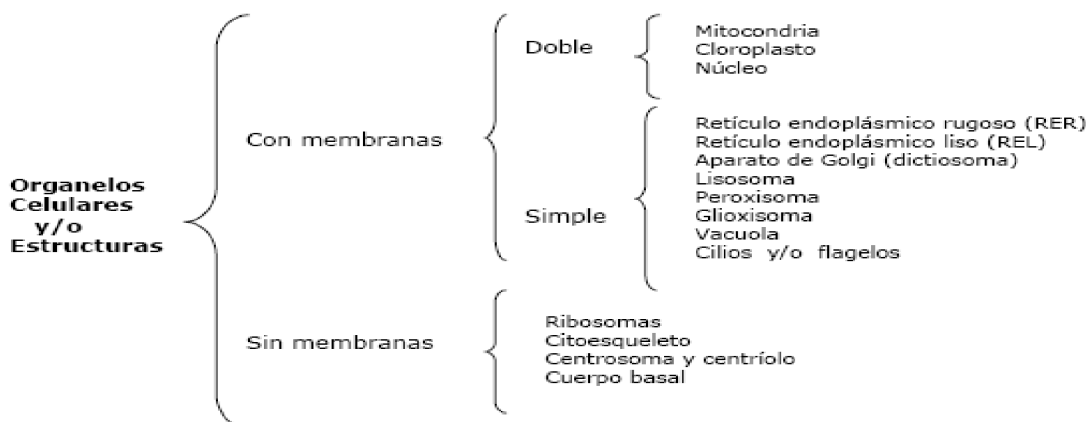 Organelos
Celulares
y/o
Estructuras
Con membranas
Doble
Mitocondria
Cloroplasto
Núcleo
Simple
Retículo endoplásmico rugoso (RER)
Retículo endoplásmico liso (REL)
Aparato de Golgi (dictiosoma)
Lisosoma
Peroxisoma
Glioxisoma
Vacuola
Cilios y/o flagelos
Sin membranas
Ribosomas
Citoesqueleto
Centrosoma y centríolo
Cuerpo basal